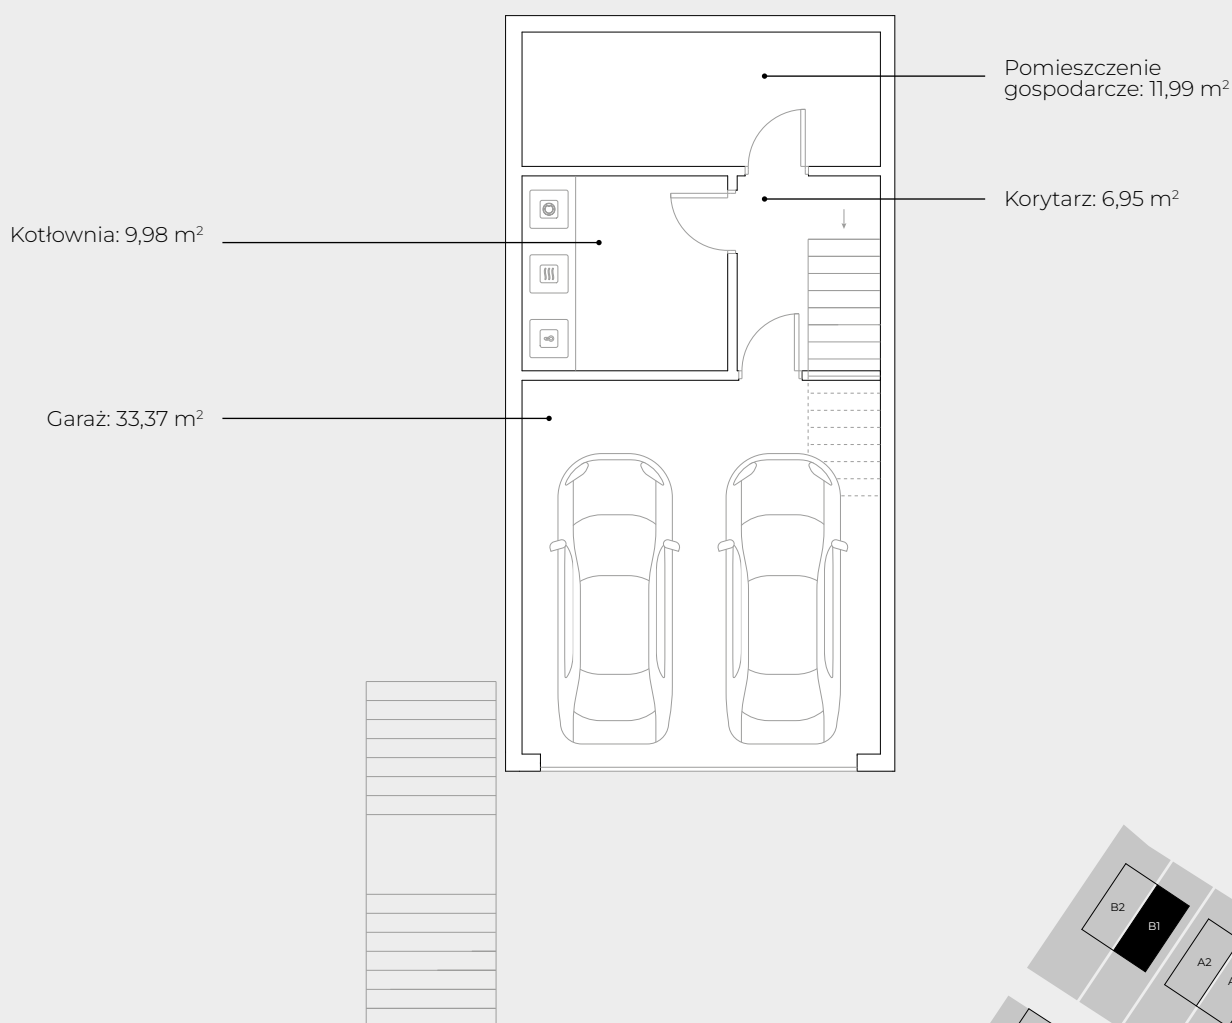 Pomieszczenie
gospodarcze: 11,99 m²
Korytarz: 6,95 m²
Kotłownia: 9,98 m²
Garaż: 33,37 m²
B2
B1
A2